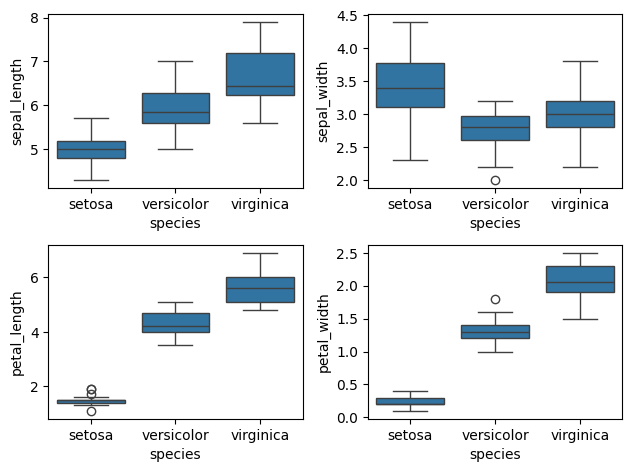 sepal_length
8
7
6
5
setosa versicolor virginica
species
sepal_width
4.5
4.0
3.5
3.0
2.5
2.0
setosa versicolor virginica
species
petal_length
6
4
2
setosa versicolor virginica
species
petal_width
2.5
2.0
1.5
1.0
0.5
0.0
setosa versicolor virginica
species